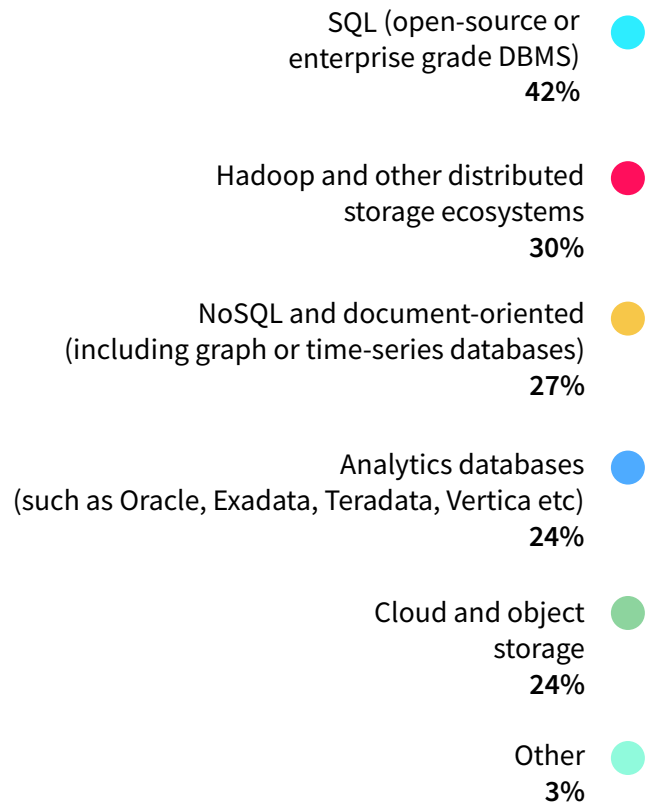 SQL (open-source or
enterprise grade DBMS)
42%
Hadoop and other distributed
storage ecosystems
30%
NoSQL and document-oriented
(including graph or time-series databases)
27%
Analytics databases
(such as Oracle, Exadata, Teradata, Vertica etc)
24%
Cloud and object
storage
24%
Other
3%